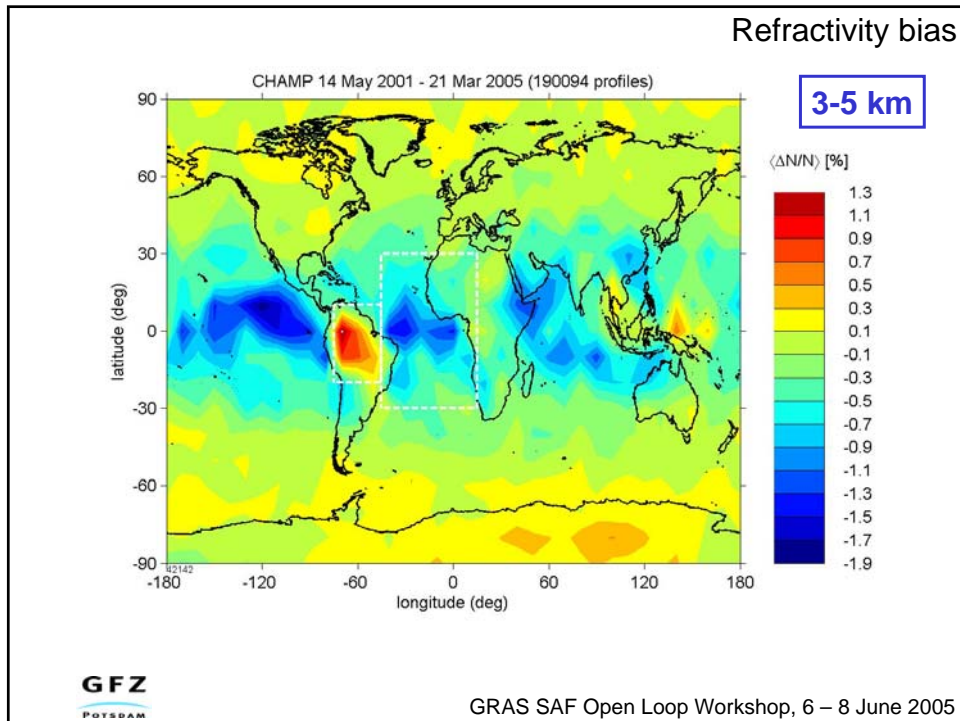 Refractivity bias
CHAMP 14 May 2001 - 21 Mar 2005 (190094 profiles)
3-5 km
⟨ΔN/N⟩ [%]
90
60
30
0
-30
-60
-90
latitude (deg)
42142
-180 -120 -60 0 60 120 180
longitude (deg)
1.3
1.1
0.9
0.7
0.5
0.3
0.1
-0.1
-0.3
-0.5
-0.7
-0.9
-1.1
-1.3
-1.5
-1.7
-1.9
GFZ
POTSDAM
GRAS SAF Open Loop Workshop, 6 – 8 June 2005